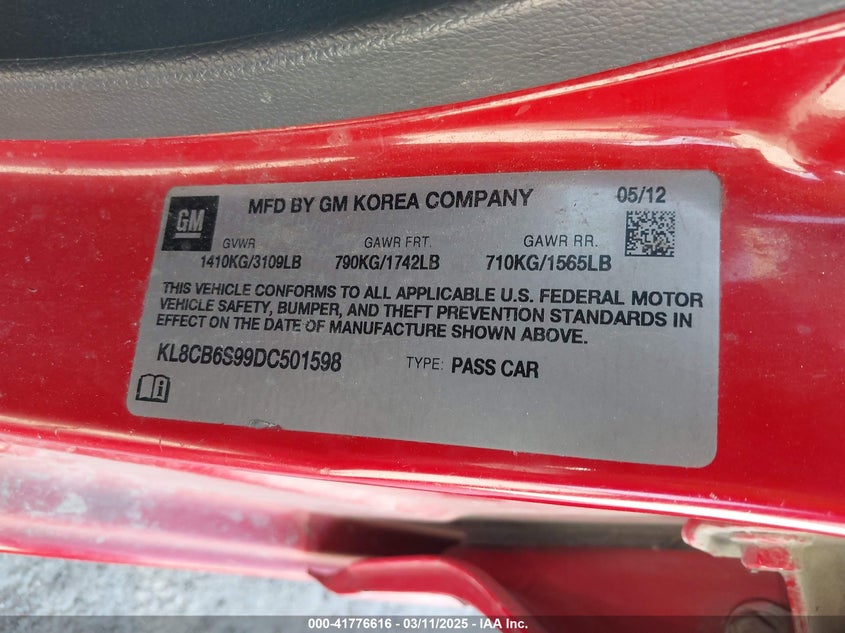 GM
MFD BY GM KOREA COMPANY
05/12
GVWR GAWR FRT. GAWR RR.
1410KG/3109LB 790KG/1742LB 710KG/1565LB
THIS VEHICLE CONFORMS TO ALL APPLICABLE U.S. FEDERAL MOTOR
VEHICLE SAFETY, BUMPER, AND THEFT PREVENTION STANDARDS IN
EFFECT ON THE DATE OF MANUFACTURE SHOWN ABOVE.
KL8CB6S99DC501598 TYPE: PASS CAR
000-41776616 - 03/11/2025 - IAA Inc.